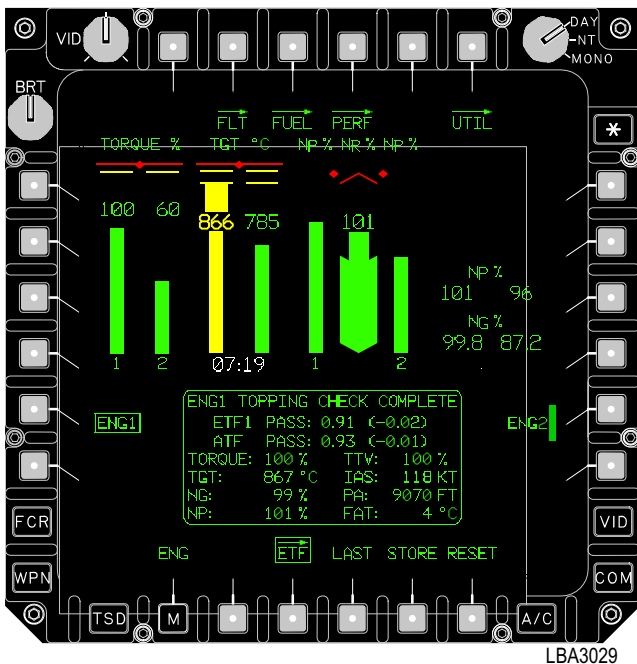 VID
DAY
NT
MONO
BRT
FLT FUEL PERF UTIL
*
TORQUE % TGT °C NP % NR % NP %
100 60 866 785 101
NP %
101 96
NG %
99.8 87.2
1 2 07:19 1 2
ENG1 TOPPING CHECK COMPLETE
ENG1 ENG2
ETF1 PASS: 0.91 (-0.02)
ATF PASS: 0.93 (-0.01)
TORQUE: 100 % TTV: 100 %
TGT: 867 °C IAS: 118 KT
NG: 99 % PA: 9070 FT
NP: 101 % FAT: 4 °C
FCR VID
ENG ETF LAST STORE RESET
WPN COM
TSD M A/C
LBA3029